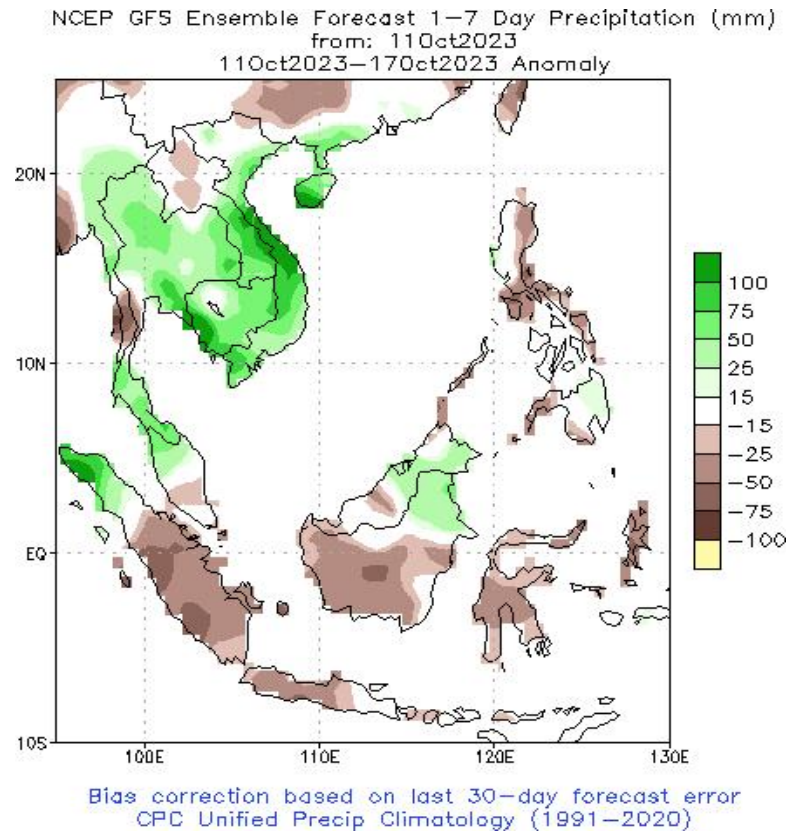 NCEP GFS Ensemble Forecast 1-7 Day Precipitation (mm)
from: 11Oct2023
11Oct2023-17Oct2023 Anomaly
20N
10N
EQ
10S
100E
110E
120E
130E
100
75
50
25
15
-15
-25
-50
-75
-100
Bias correction based on last 30-day forecast error
CPC Unified Precip Climatology (1991-2020)